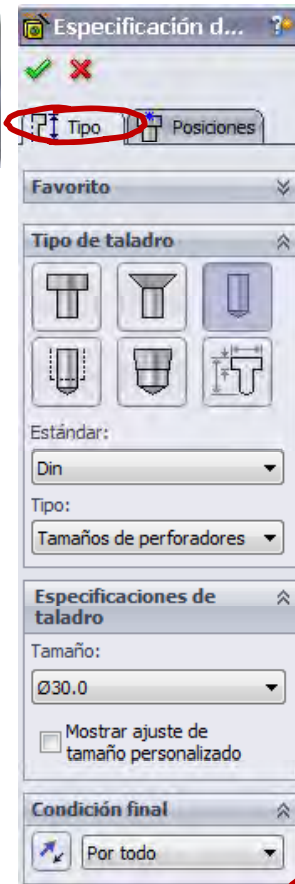 Especificación d...
Tipo
Posiciones
Favorito
Tipo de taladro
Estándar:
Din
Tipo:
Tamaños de perforadores
Especificaciones de
taladro
Tamaño:
Ø30.0
Mostrar ajuste de
tamaño personalizado
Condición final
Por todo